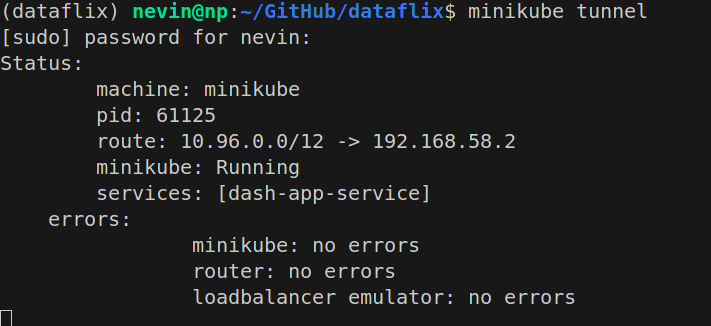 (dataflix) nevin@np:~/GitHub/dataflix$ minikube tunnel
[sudo] password for nevin:
Status:
machine: minikube
pid: 61125
route: 10.96.0.0/12 -> 192.168.58.2
minikube: Running
services: [dash-app-service]
errors:
minikube: no errors
router: no errors
loadbalancer emulator: no errors